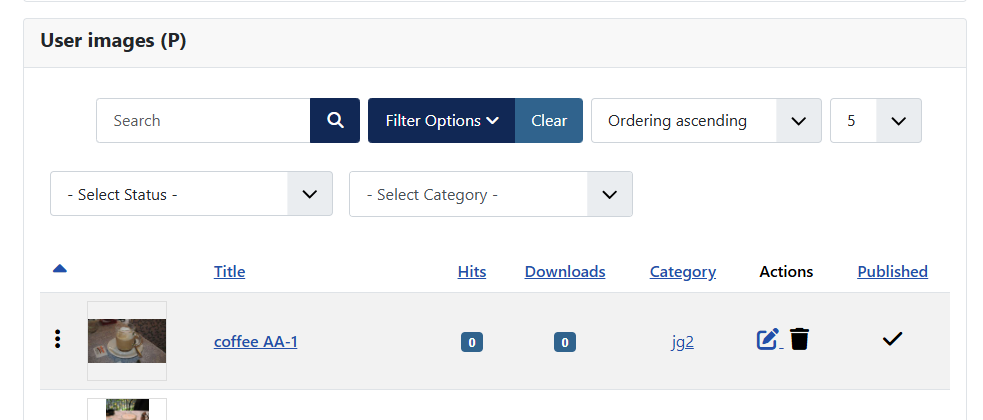 User images (P)
Search Filter Options Clear Ordering ascending 5
- Select Status - - Select Category -
Title Hits Downloads Category Actions Published
coffee AA-1 0 0 jg2